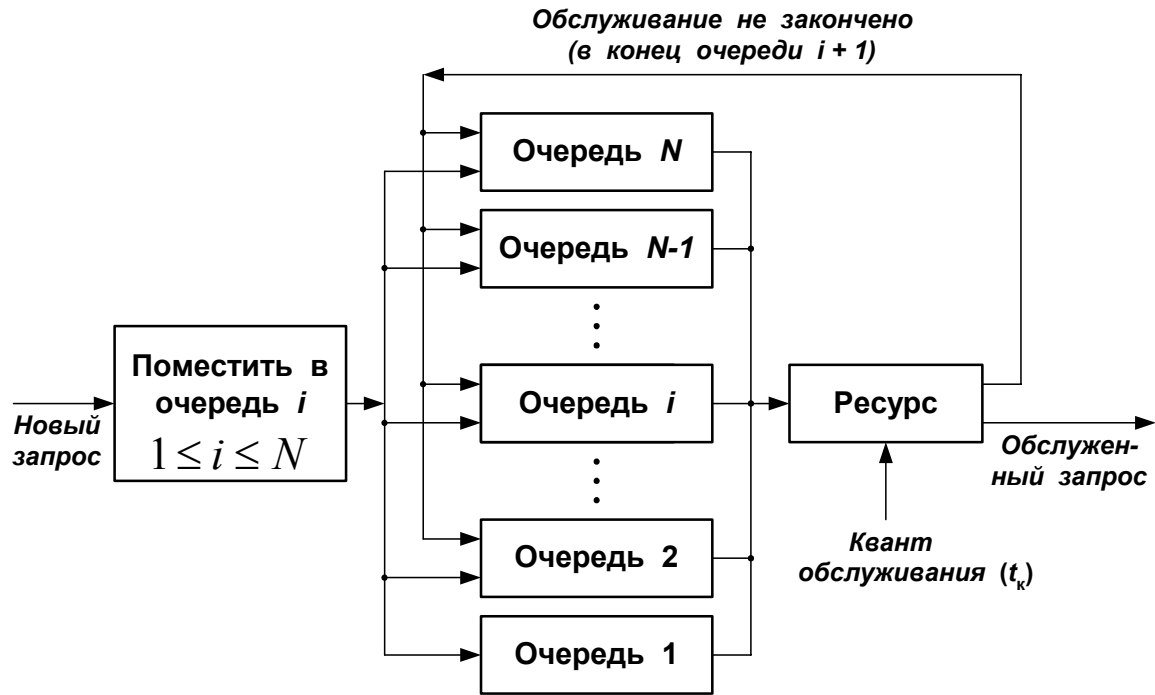 Обслуживание не закончено
(в конец очереди i + 1)
Очередь N
Очередь N-1
Поместить в
очередь i
1 ≤ i ≤ N
Новый
запрос
Очередь i
Ресурс
Обслужен-
ный запрос
Очередь 2
Квант
обслуживания (tк)
Очередь 1